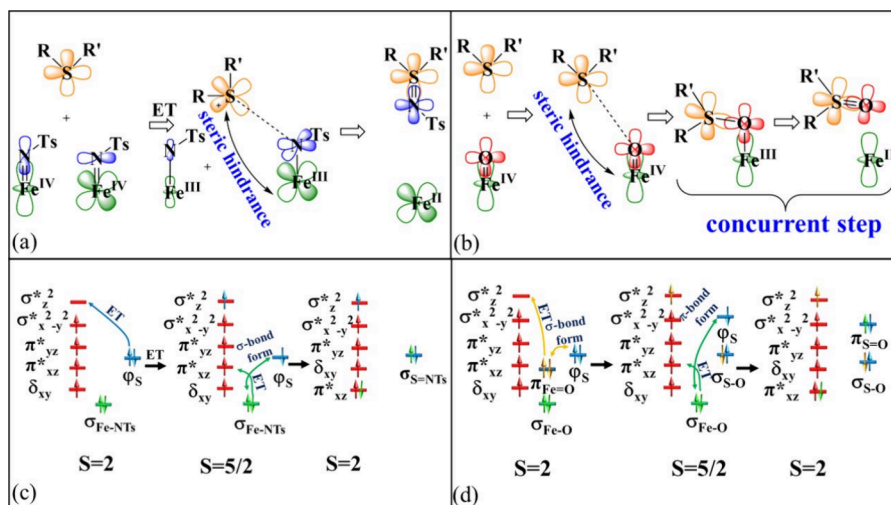 R R'
S
+
Ts
N
Fe^IV
Ts
N
Fe^IV
ET
Ts
N
Fe^III
+
R'
R S
+
steric hindrance
Ts
N
Fe^III
S
N
Ts
Fe^II
(a)
R R'
S
+
O
Fe^IV
R R'
S
steric hindrance
O
Fe^IV
R'
S O
R
Fe^III
R'
S O
R
concurrent step
(b)
σ*z²
σ*x²-y²
π*yz
π*xz
δxy
ET
φS
σFe-NTs
S=2
ET
σ*z²
σ*x²-y²
π*yz
π*xz
δxy
σ-bond
form
ET
φS
σFe-NTs
S=5/2
σ*z²
σ*x²-y²
π*yz
δxy
π*xz
σS=NTs
S=2
(c)
σ*z²
σ*x²-y²
π*yz
π*xz
δxy
ET
σ-bond
form
πFe=O
φS
σFe-O
S=2
σ*z²
σ*x²-y²
π*yz
π*xz
δxy
π-bond
form
ET
φS
σS-O
σFe-O
S=5/2
σ*z²
σ*x²-y²
π*yz
δxy
π*xz
πS=O
σS-O
S=2
(d)